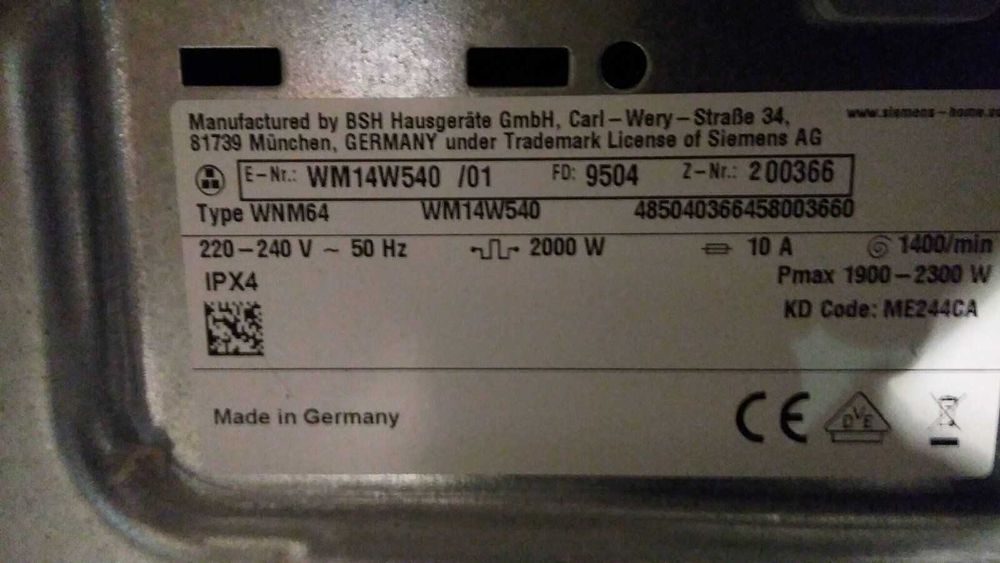 Manufactured by BSH Hausgeräte GmbH, Carl-Wery-Straße 34, www.siemens-home.
81739 München, GERMANY under Trademark License of Siemens AG
E-Nr.: WM14W540 /01 FD: 9504 Z-Nr.: 200366
Type WNM64 WM14W540 485040366458003660
220-240 V ~ 50 Hz 2000 W 10 A 1400/min
IPX4 Pmax 1900-2300 W
KD Code: ME244CA
Made in Germany CE DVE